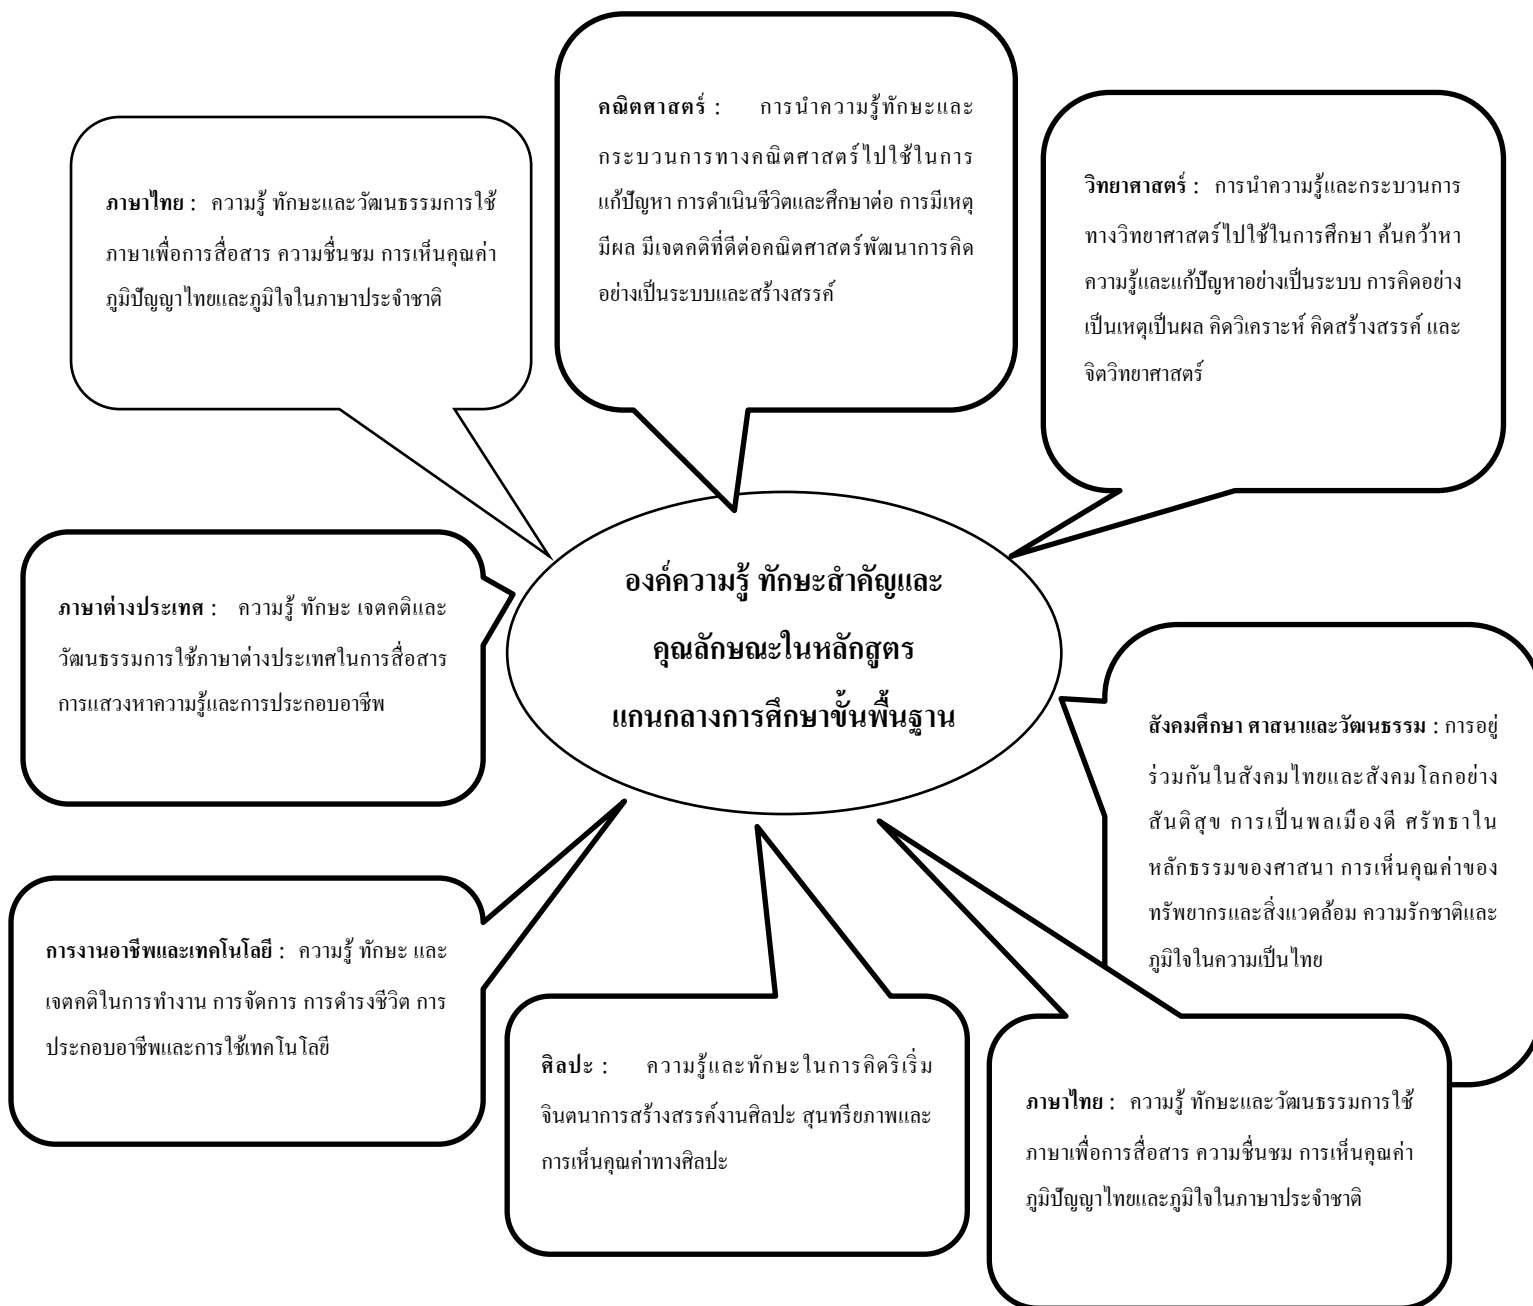 คณิตศาสตร์ : การนำความรู้ทักษะและ
กระบวนการทางคณิตศาสตร์ไปใช้ในการ
แก้ปัญหา การดำเนินชีวิตและศึกษาต่อ การมีเหตุ
มีผล มีเจตคติที่ดีต่อคณิตศาสตร์พัฒนาการคิด
อย่างเป็นระบบและสร้างสรรค์
ภาษาไทย : ความรู้ ทักษะและวัฒนธรรมการใช้
ภาษาเพื่อการสื่อสาร ความชื่นชม การเห็นคุณค่า
ภูมิปัญญาไทยและภูมิใจในภาษาประจำชาติ
วิทยาศาสตร์ : การนำความรู้และกระบวนการ
ทางวิทยาศาสตร์ไปใช้ในการศึกษา ค้นคว้าหา
ความรู้และแก้ปัญหาอย่างเป็นระบบ การคิดอย่าง
เป็นเหตุเป็นผล คิดวิเคราะห์ คิดสร้างสรรค์ และ
จิตวิทยาศาสตร์
องค์ความรู้ ทักษะสำคัญและ
คุณลักษณะในหลักสูตร
แกนกลางการศึกษาขั้นพื้นฐาน
ภาษาต่างประเทศ : ความรู้ ทักษะ เจตคติและ
วัฒนธรรมการใช้ภาษาต่างประเทศในการสื่อสาร
การแสวงหาความรู้และการประกอบอาชีพ
สังคมศึกษา ศาสนาและวัฒนธรรม : การอยู่
ร่วมกันในสังคมไทยและสังคมโลกอย่าง
สันติสุข การเป็นพลเมืองดี ศรัทธาใน
หลักธรรมของศาสนา การเห็นคุณค่าของ
ทรัพยากรและสิ่งแวดล้อม ความรักชาติและ
ภูมิใจในความเป็นไทย
การงานอาชีพและเทคโนโลยี : ความรู้ ทักษะ และ
เจตคติในการทำงาน การจัดการ การดำรงชีวิต การ
ประกอบอาชีพและการใช้เทคโนโลยี
ศิลปะ : ความรู้และทักษะในการคิดริเริ่ม
จินตนาการสร้างสรรค์งานศิลปะ สุนทรียภาพและ
การเห็นคุณค่าทางศิลปะ
ภาษาไทย : ความรู้ ทักษะและวัฒนธรรมการใช้
ภาษาเพื่อการสื่อสาร ความชื่นชม การเห็นคุณค่า
ภูมิปัญญาไทยและภูมิใจในภาษาประจำชาติ